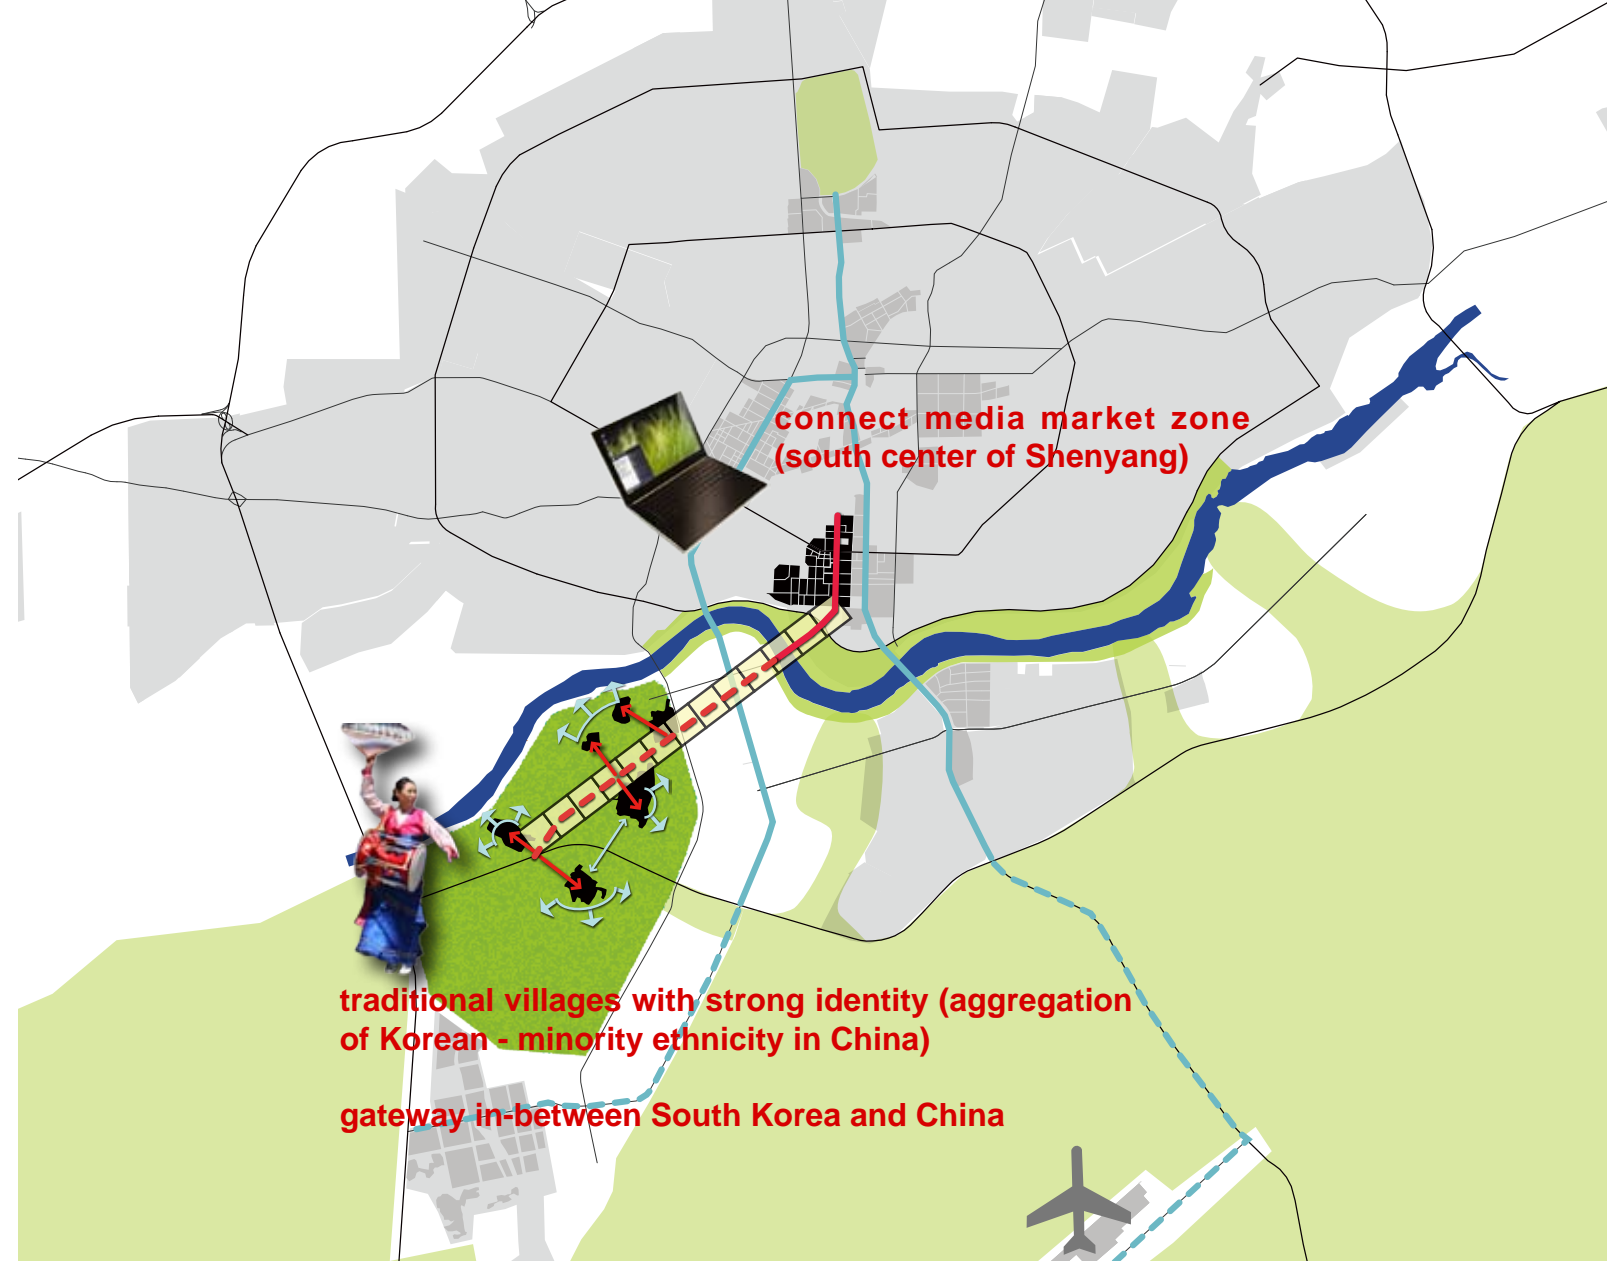 connect media market zone
(south center of Shenyang)
traditional villages with strong identity (aggregation
of Korean - minority ethnicity in China)
gateway in-between South Korea and China